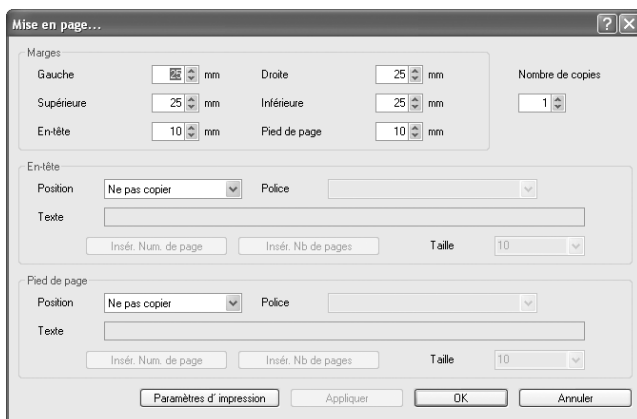 Mise en page...
Marges
Gauche 25 mm Droite 25 mm Nombre de copies
Supérieure 25 mm Inférieure 25 mm 1
En-tête 10 mm Pied de page 10 mm
En-tête
Position Ne pas copier Police
Texte
Insér. Num. de page Insér. Nb de pages Taille 10
Pied de page
Position Ne pas copier Police
Texte
Insér. Num. de page Insér. Nb de pages Taille 10
Paramètres d' impression Appliquer OK Annuler